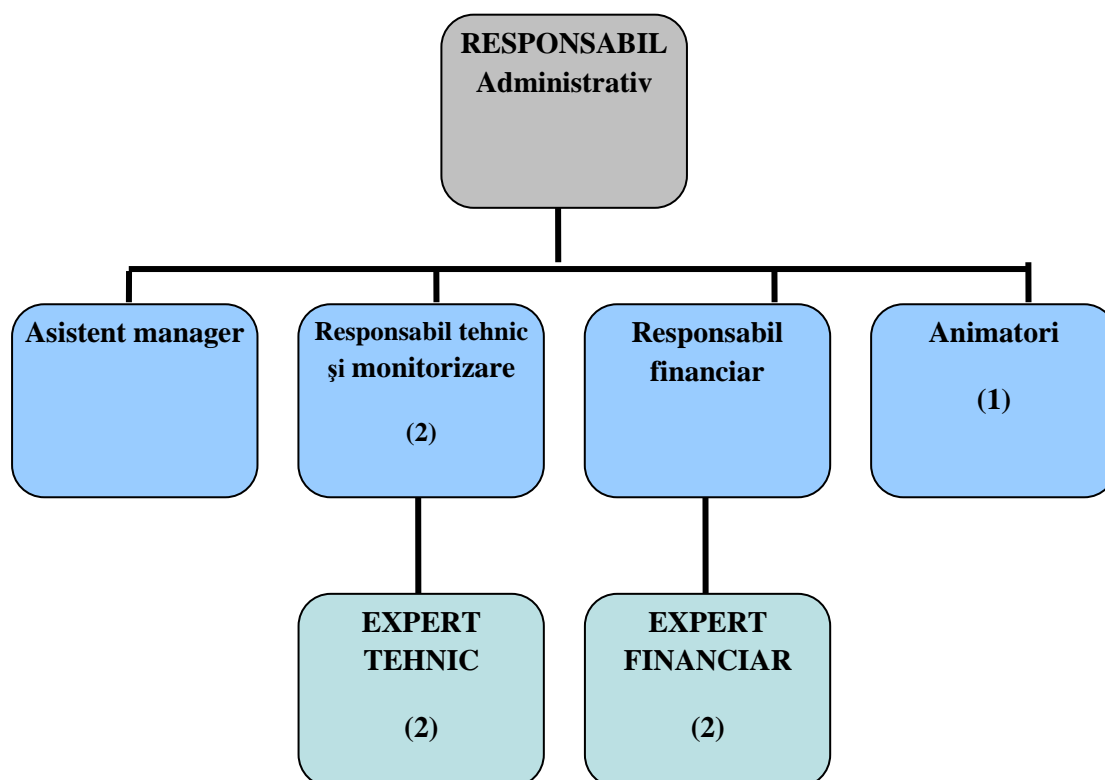 RESPONSABIL
Administrativ
Asistent manager
Responsabil tehnic
şi monitorizare
(2)
Responsabil
financiar
Animatori
(1)
EXPERT
TEHNIC
(2)
EXPERT
FINANCIAR
(2)